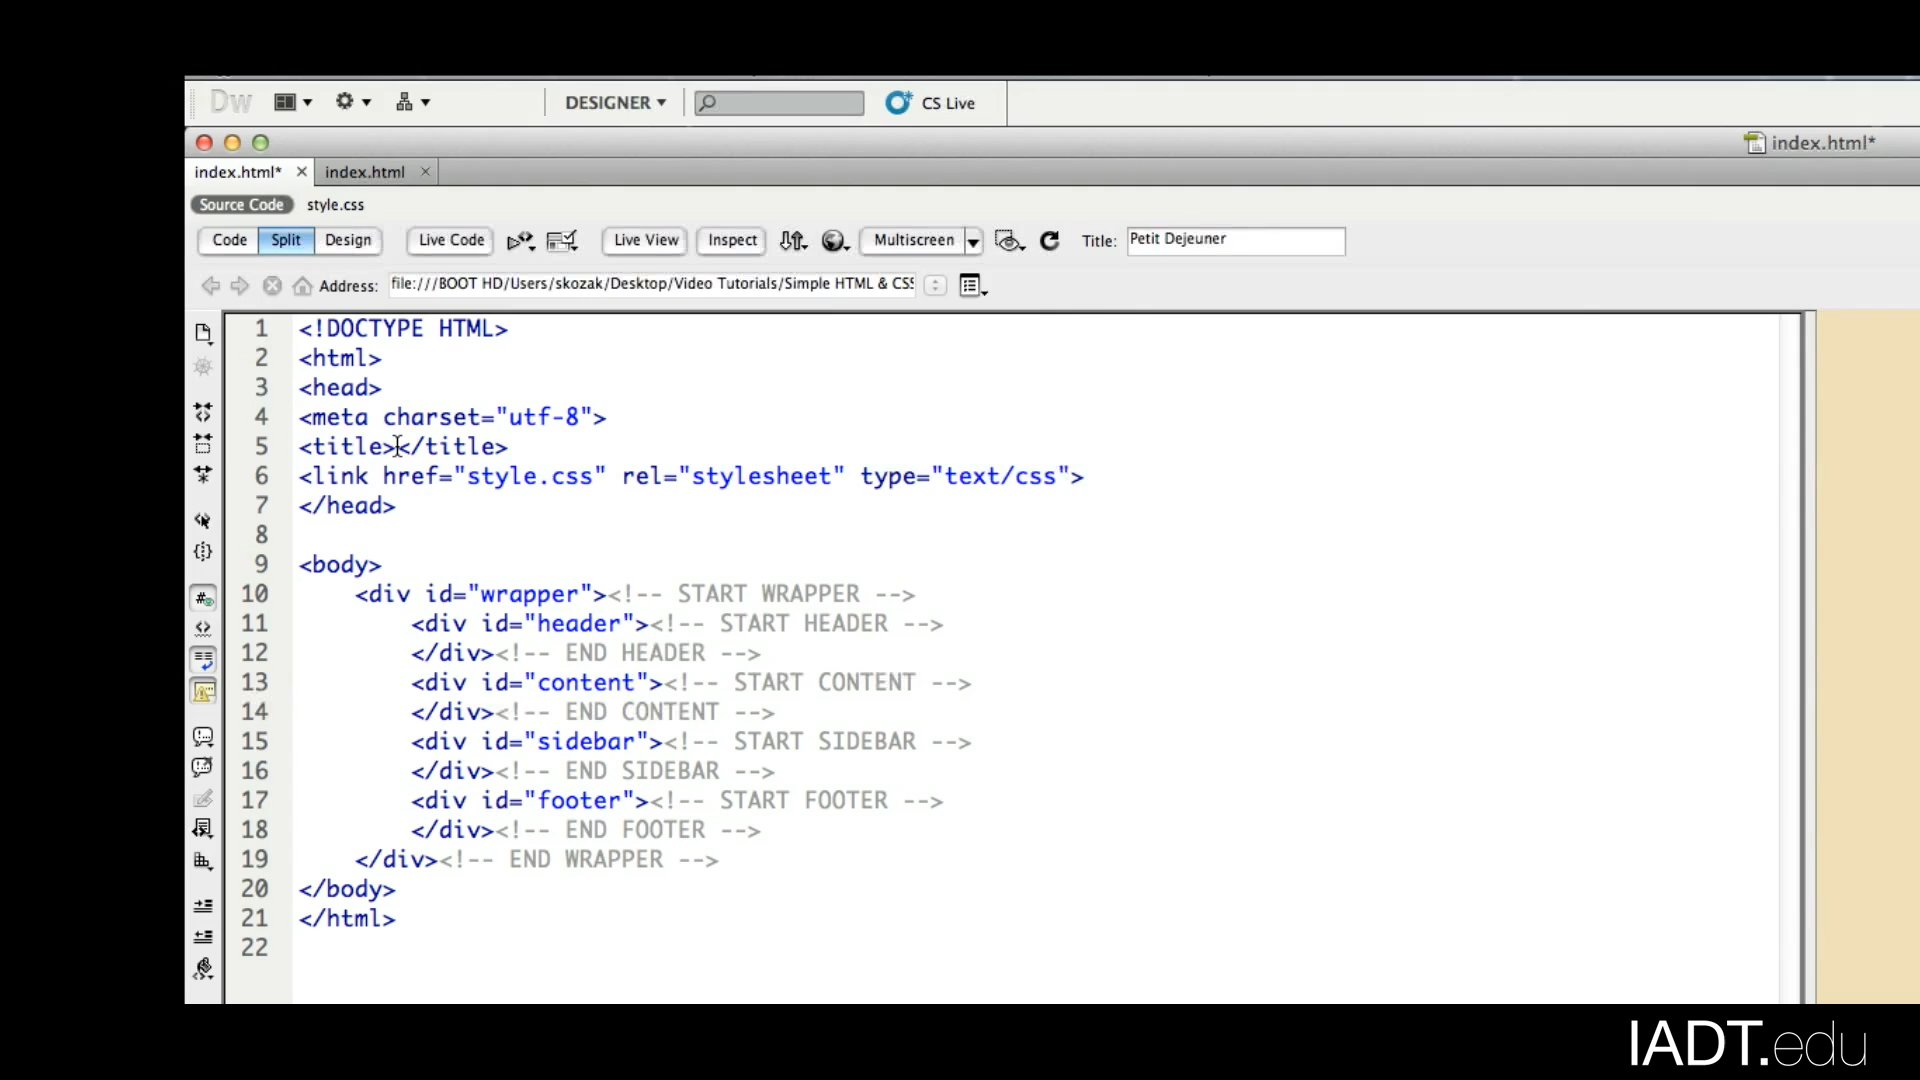 Dw DESIGNER CS Live
index.html*
index.html* index.html
Source Code style.css
Code Split Design Live Code Live View Inspect Multiscreen Title: Petit Dejeuner
Address: file:///BOOT HD/Users/skozak/Desktop/Video Tutorials/Simple HTML & CSS
1 <!DOCTYPE HTML>
2 <html>
3 <head>
4 <meta charset="utf-8">
5 <title></title>
6 <link href="style.css" rel="stylesheet" type="text/css">
7 </head>
8
9 <body>
10 <div id="wrapper"><!-- START WRAPPER -->
11 <div id="header"><!-- START HEADER -->
12 </div><!-- END HEADER -->
13 <div id="content"><!-- START CONTENT -->
14 </div><!-- END CONTENT -->
15 <div id="sidebar"><!-- START SIDEBAR -->
16 </div><!-- END SIDEBAR -->
17 <div id="footer"><!-- START FOOTER -->
18 </div><!-- END FOOTER -->
19 </div><!-- END WRAPPER -->
20 </body>
21 </html>
22
IADT.edu